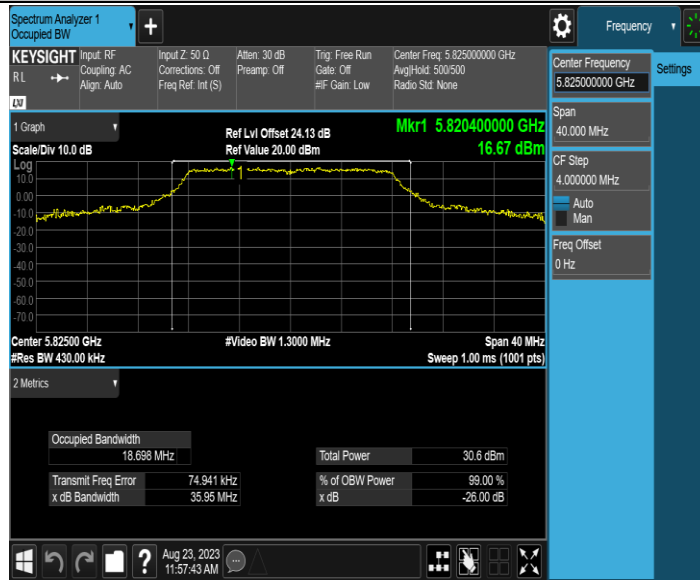 Spectrum Analyzer 1
Occupied BW
Frequency
KEYSIGHT
Input: RF
Input Z: 50 Ω
Atten: 30 dB
Trig: Free Run
Center Freq: 5.825000000 GHz
R L
Coupling: AC
Corrections: Off
Preamp: Off
Gate: Off
Avg|Hold: 500/500
Align: Auto
Freq Ref: Int (S)
#IF Gain: Low
Radio Std: None
LXI
Center Frequency
5.825000000 GHz
Settings
Span
40.000 MHz
CF Step
4.000000 MHz
Auto
Man
Freq Offset
0 Hz
1 Graph
Ref Lvl Offset 24.13 dB
Mkr1 5.820400000 GHz
Scale/Div 10.0 dB
Ref Value 20.00 dBm
16.67 dBm
Log
10.0
0.00
-10.0
-20.0
-30.0
-40.0
-50.0
-60.0
-70.0
1
Center 5.82500 GHz
#Video BW 1.3000 MHz
Span 40 MHz
#Res BW 430.00 kHz
Sweep 1.00 ms (1001 pts)
2 Metrics
Occupied Bandwidth
18.698 MHz
Total Power
30.6 dBm
Transmit Freq Error
74.941 kHz
% of OBW Power
99.00 %
x dB Bandwidth
35.95 MHz
x dB
-26.00 dB
?
Aug 23, 2023
11:57:43 AM